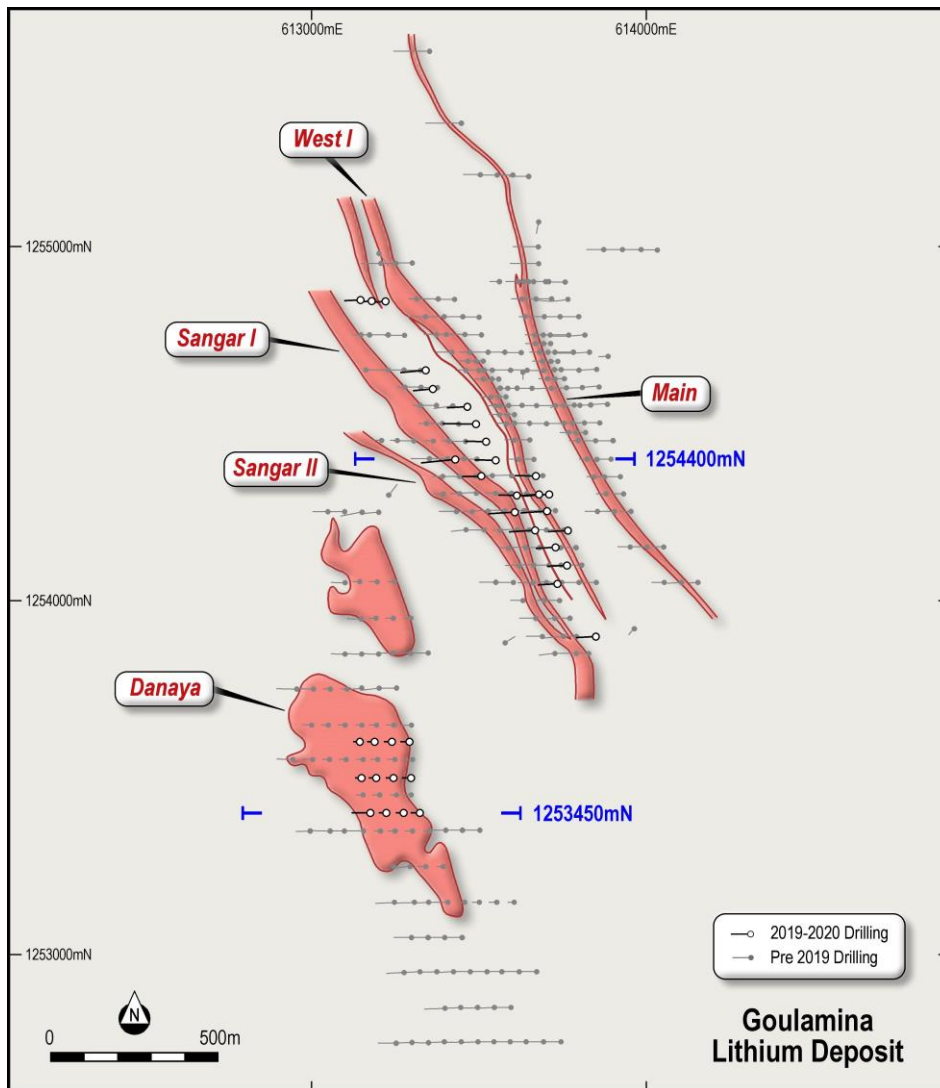 613000mE
614000mE
West I
1255000mN
Sangar I
Main
Sangar II
1254400mN
1254000mN
Danaya
1253450mN
2019-2020 Drilling
Pre 2019 Drilling
1253000mN
N
0
500m
Goulamina
Lithium Deposit